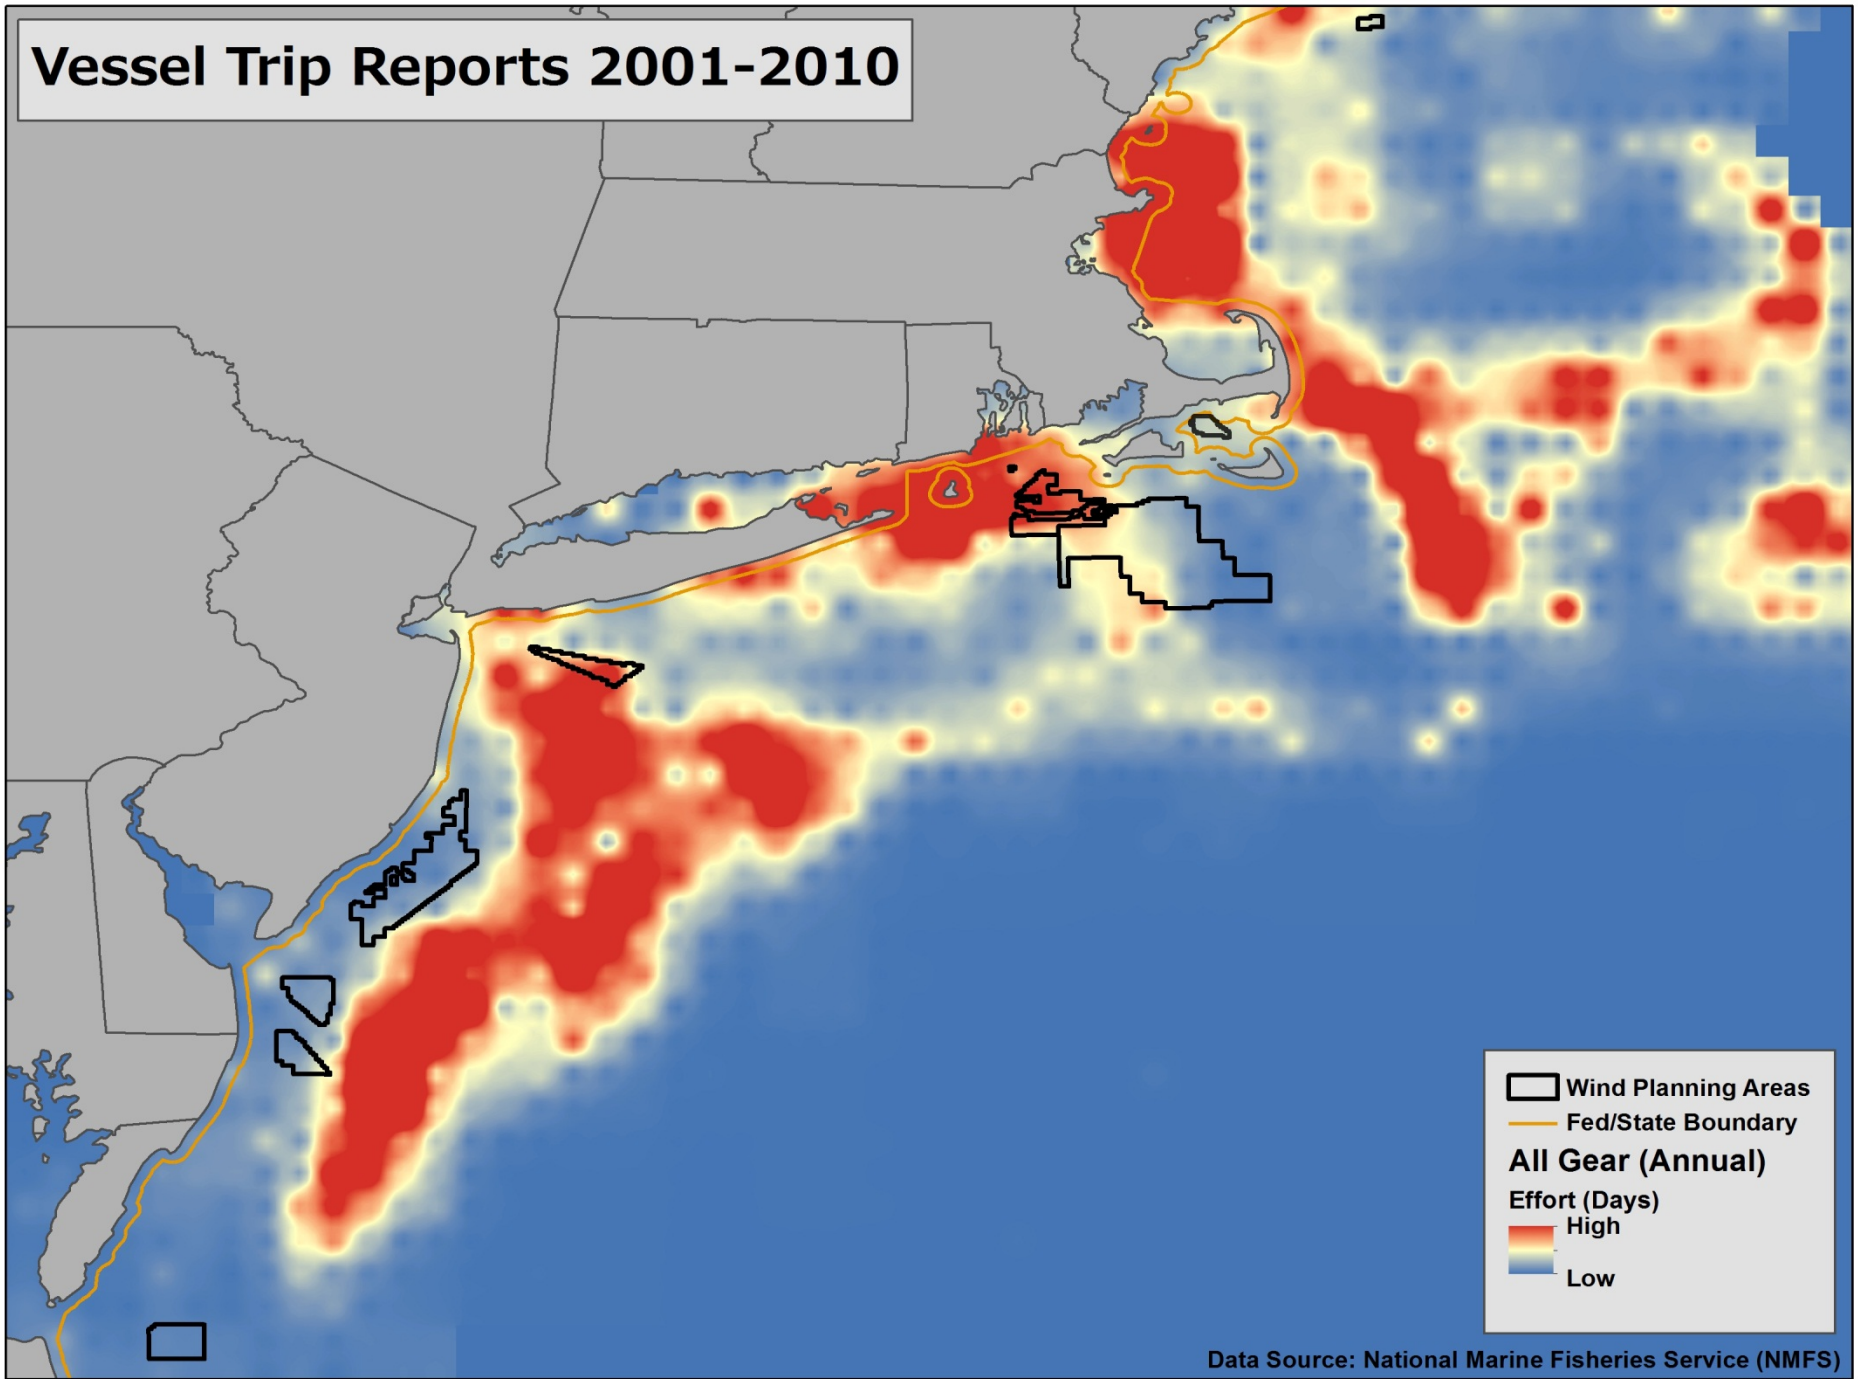 Vessel Trip Reports 2001-2010
Wind Planning Areas
Fed/State Boundary
All Gear (Annual)
Effort (Days)
High
Low
Data Source: National Marine Fisheries Service (NMFS)